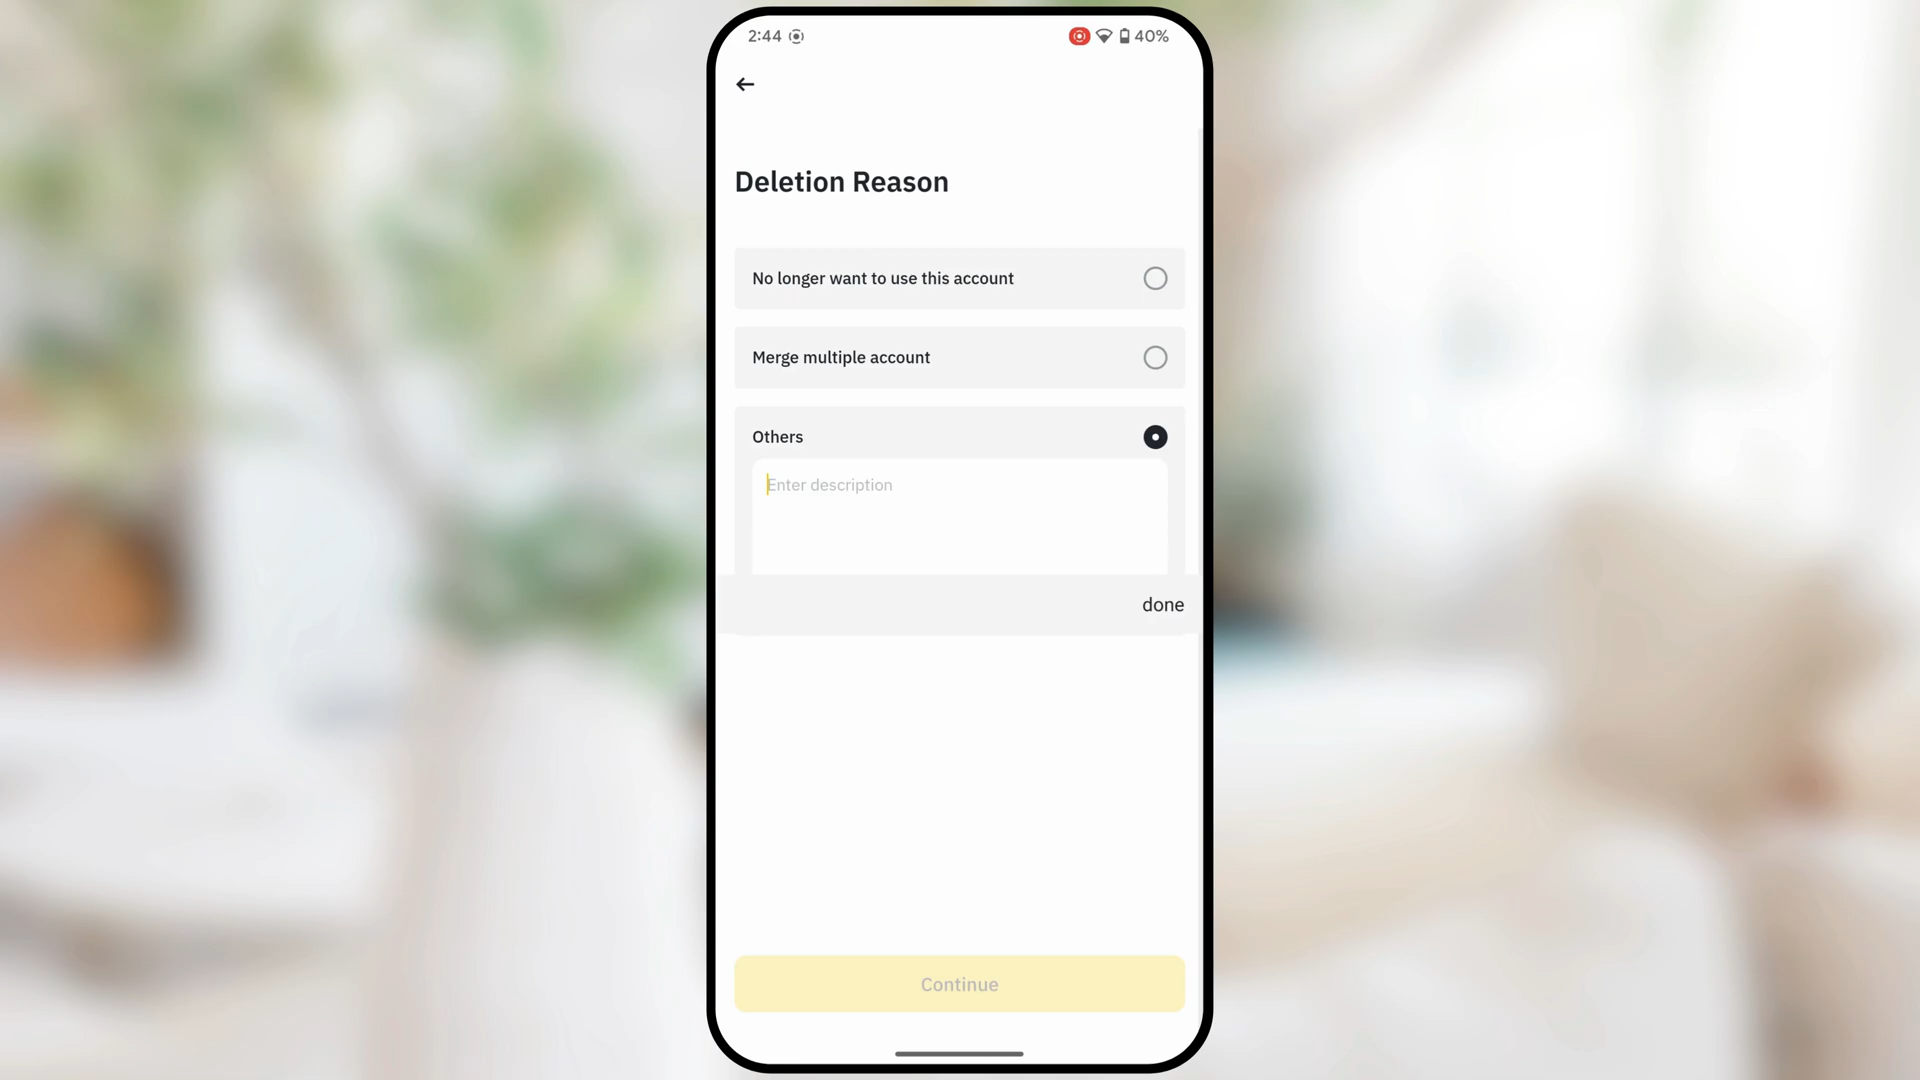 2:44 40%
Deletion Reason
No longer want to use this account
Merge multiple account
Others
Enter description
done
Continue